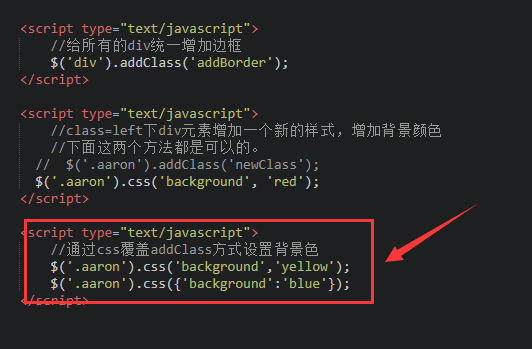 <script type="text/javascript">
//给所有的div统一增加边框
$('div').addClass('addBorder');
</script>
<script type="text/javascript">
//class=left下div元素增加一个新的样式，增加背景颜色
//下面这两个方法都是可以的。
//  $('.aaron').addClass('newClass');
$('.aaron').css('background', 'red');
</script>
<script type="text/javascript">
//通过css覆盖addClass方式设置背景色
$('.aaron').css('background','yellow');
$('.aaron').css({'background':'blue'});
</script>